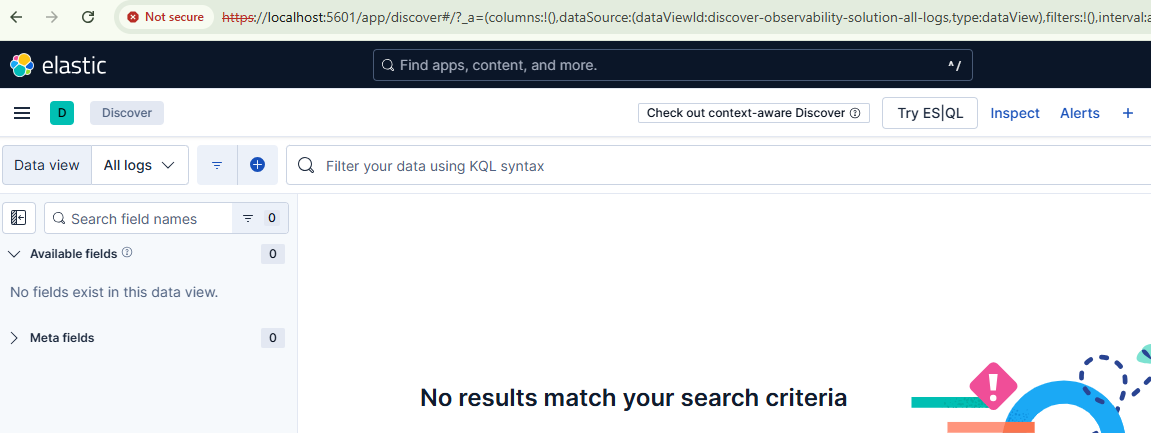 Not secure https://localhost:5601/app/discover#/?_a=(columns:!(),dataSource:(dataViewId:discover-observability-solution-all-logs,type:dataView),filters:!(),interval:a
elastic Find apps, content, and more. ^ /
D Discover Check out context-aware Discover Try ES|QL Inspect Alerts
Data view All logs Filter your data using KQL syntax
Search field names 0
Available fields 0
No fields exist in this data view.
Meta fields 0
No results match your search criteria